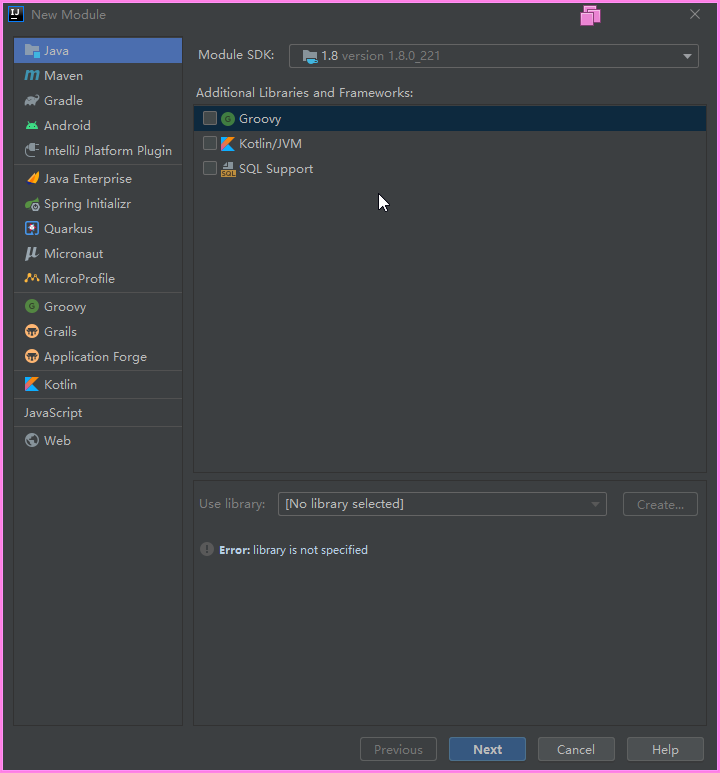 New Module
Java
Maven
Gradle
Android
IntelliJ Platform Plugin
Java Enterprise
Spring Initializr
Quarkus
Micronaut
MicroProfile
Groovy
Grails
Application Forge
Kotlin
JavaScript
Web
Module SDK: 1.8 version 1.8.0_221
Additional Libraries and Frameworks:
Groovy
Kotlin/JVM
SQL Support
Use library: [No library selected] Create...
Error: library is not specified
Previous Next Cancel Help